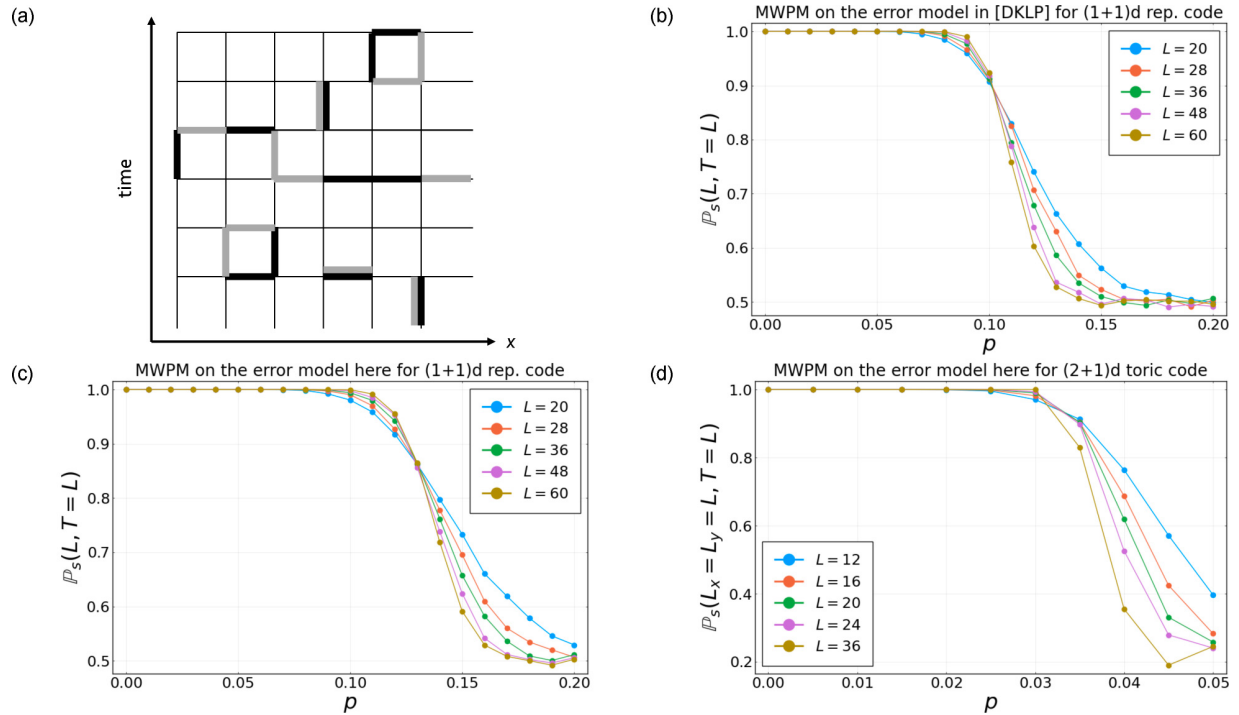 (a)
time
x
(b)
MWPM on the error model in [DKLP] for (1+1)d rep. code
ℙₛ(L, T = L)
1.0
0.9
0.8
0.7
0.6
0.5
0.00
0.05
0.10
0.15
0.20
p
L = 20
L = 28
L = 36
L = 48
L = 60
(c)
MWPM on the error model here for (1+1)d rep. code
ℙₛ(L, T = L)
1.0
0.9
0.8
0.7
0.6
0.5
0.00
0.05
0.10
0.15
0.20
p
L = 20
L = 28
L = 36
L = 48
L = 60
(d)
MWPM on the error model here for (2+1)d toric code
ℙₛ(Lₓ = L_y = L, T = L)
1.0
0.8
0.6
0.4
0.2
0.00
0.01
0.02
0.03
0.04
0.05
p
L = 12
L = 16
L = 20
L = 24
L = 36